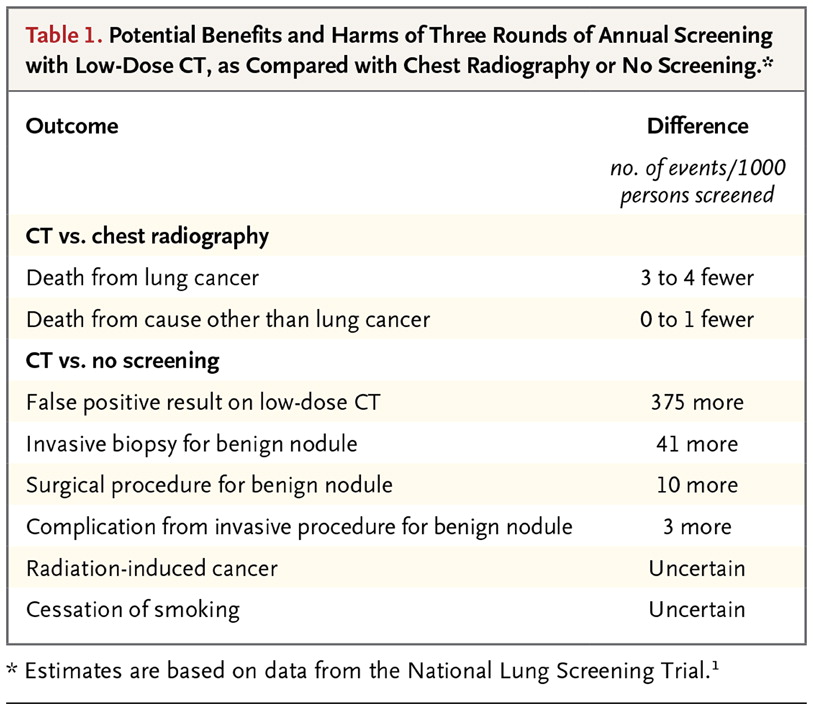 Table 1. Potential Benefits and Harms of Three Rounds of Annual Screening
with Low-Dose CT, as Compared with Chest Radiography or No Screening.*
Outcome Difference
no. of events/1000
persons screened
CT vs. chest radiography
Death from lung cancer 3 to 4 fewer
Death from cause other than lung cancer 0 to 1 fewer
CT vs. no screening
False positive result on low-dose CT 375 more
Invasive biopsy for benign nodule 41 more
Surgical procedure for benign nodule 10 more
Complication from invasive procedure for benign nodule 3 more
Radiation-induced cancer Uncertain
Cessation of smoking Uncertain
* Estimates are based on data from the National Lung Screening Trial.¹